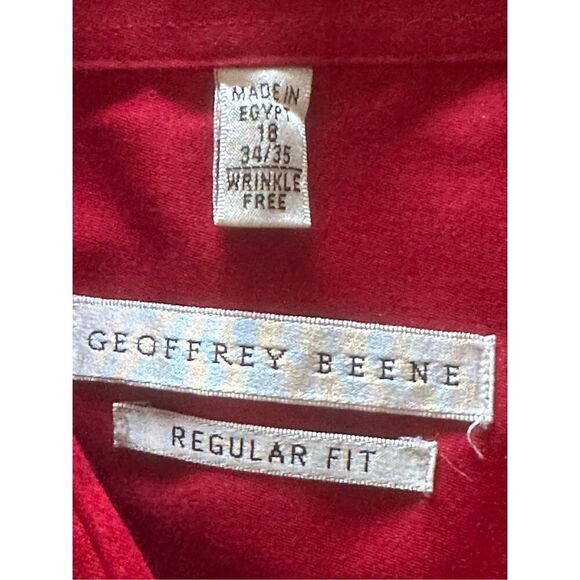 MADE IN
EGYPT
18
34/35
WRINKLE
FREE
GEOFFREY BEENE
REGULAR FIT